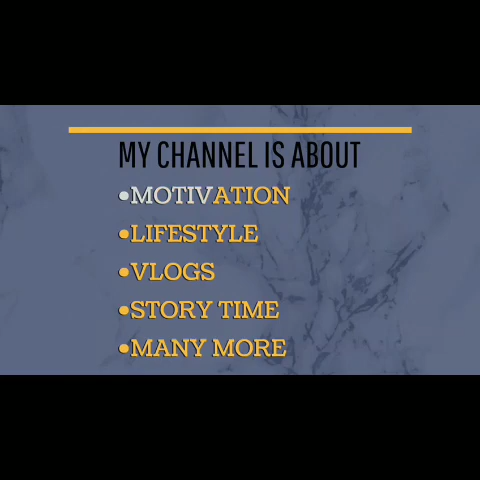 MY CHANNEL IS ABOUT
•MOTIVATION
•LIFESTYLE
•VLOGS
•STORY TIME
•MANY MORE